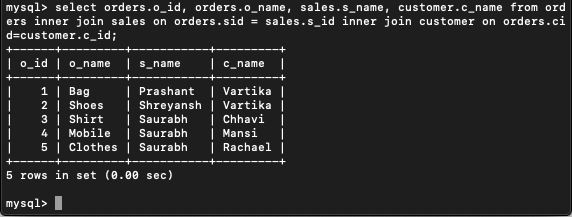 mysql> select orders.o_id, orders.o_name, sales.s_name, customer.c_name from ord
ers inner join sales on orders.sid = sales.s_id inner join customer on orders.ci
d=customer.c_id;
+------+---------+-----------+---------+
| o_id | o_name  | s_name    | c_name  |
+------+---------+-----------+---------+
|    1 | Bag     | Prashant  | Vartika |
|    2 | Shoes   | Shreyansh | Vartika |
|    3 | Shirt   | Saurabh   | Chhavi  |
|    4 | Mobile  | Saurabh   | Mansi   |
|    5 | Clothes | Saurabh   | Rachael |
+------+---------+-----------+---------+
5 rows in set (0.00 sec)
mysql>